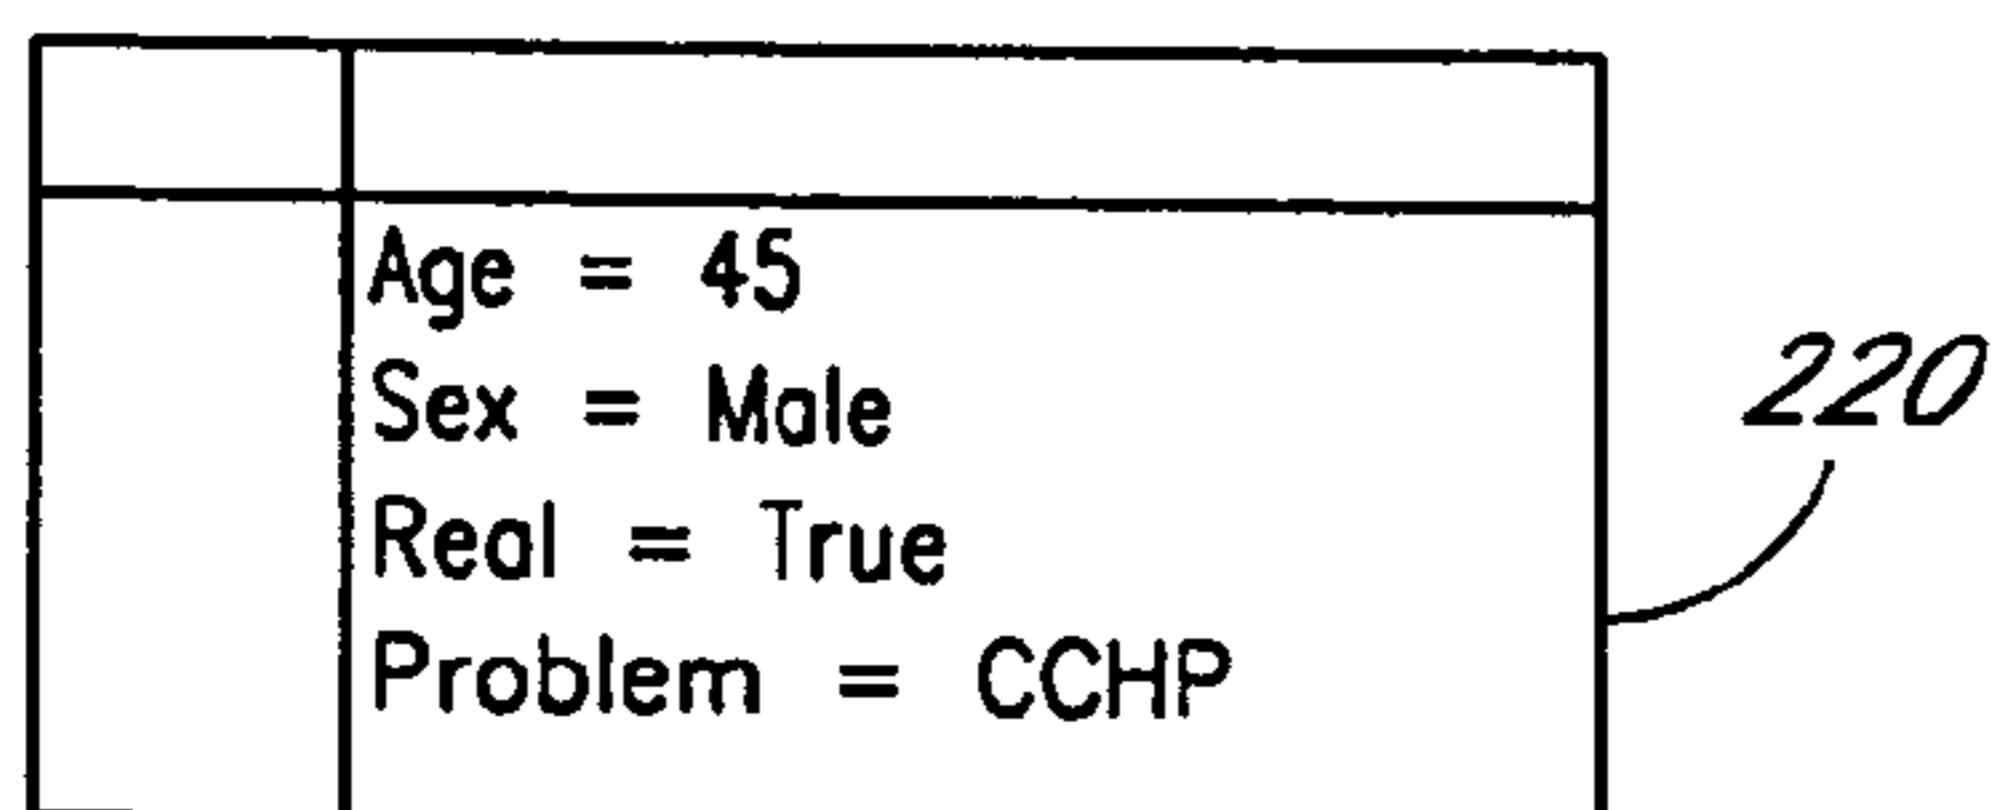 Age = 45
Sex = Male
220
Real = True
Problem = CCHP